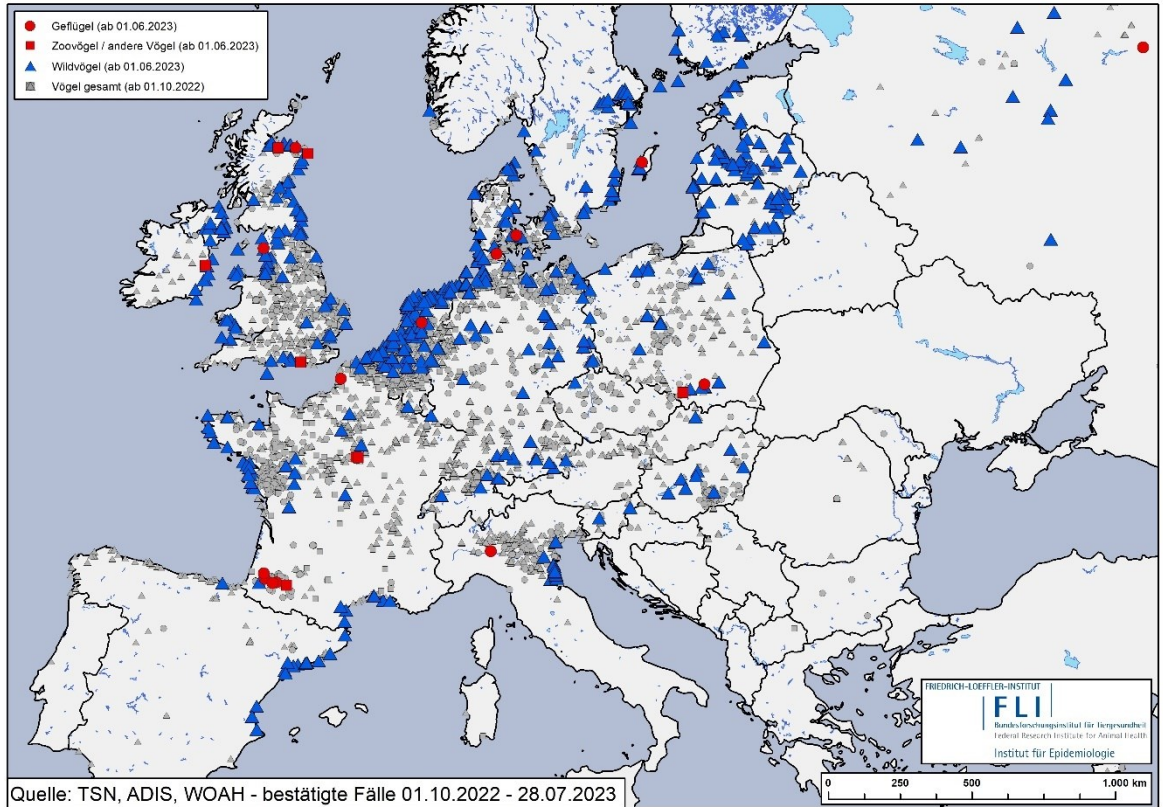 Geflügel (ab 01.06.2023)
Zoovögel / andere Vögel (ab 01.06.2023)
Wildvögel (ab 01.06.2023)
Vögel gesamt (ab 01.10.2022)
FRIEDRICH-LOEFFLER-INSTITUT
FLI
Bundesforschungsinstitut für Tiergesundheit
Federal Research Institute for Animal Health
Institut für Epidemiologie
0 250 500 1.000 km
Quelle: TSN, ADIS, WOAH - bestätigte Fälle 01.10.2022 - 28.07.2023